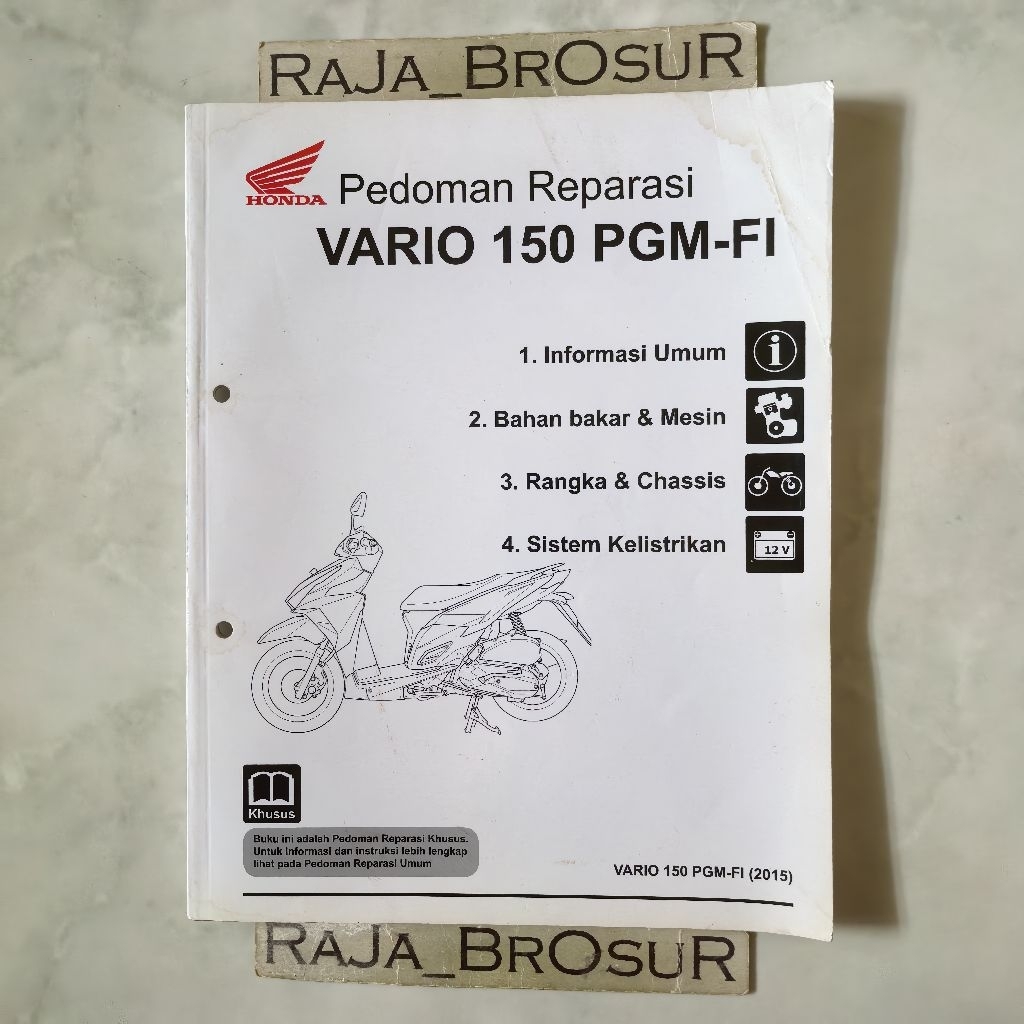 RAJA_BROSUR
HONDA
Pedoman Reparasi
VARIO 150 PGM-FI
1. Informasi Umum
2. Bahan bakar & Mesin
3. Rangka & Chassis
4. Sistem Kelistrikan
12 V
Khusus
Buku ini adalah Pedoman Reparasi Khusus.
Untuk Informasi dan instruksi lebih lengkap
lihat pada Pedoman Reparasi Umum
VARIO 150 PGM-FI (2015)
RAJA_BROSUR